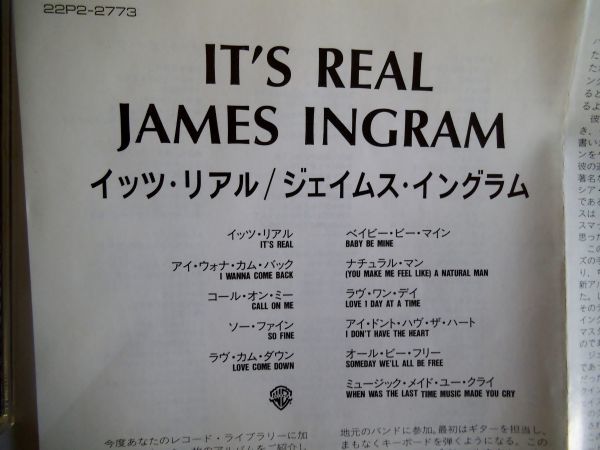 22P2-2773
IT'S REAL
JAMES INGRAM
イッツ・リアル/ジェイムス・イングラム
イッツ・リアル
IT'S REAL
アイ・ウォナ・カム・バック
I WANNA COME BACK
コール・オン・ミー
CALL ON ME
ソー・ファイン
SO FINE
ラヴ・カム・ダウン
LOVE COME DOWN
ベイビー・ビー・マイン
BABY BE MINE
ナチュラル・マン
(YOU MAKE ME FEEL LIKE) A NATURAL MAN
ラヴ・ワン・デイ
LOVE 1 DAY AT A TIME
アイ・ドント・ハヴ・ザ・ハート
I DON'T HAVE THE HEART
オール・ビー・フリー
SOMEDAY WE'LL ALL BE FREE
ミュージック・メイド・ユー・クライ
WHEN WAS THE LAST TIME MUSIC MADE YOU CRY
今度あなたのレコード・ライブラリーに加
地元のバンドに参加。最初はギターを担当し、
まもなくキーボードを弾くようになる。この